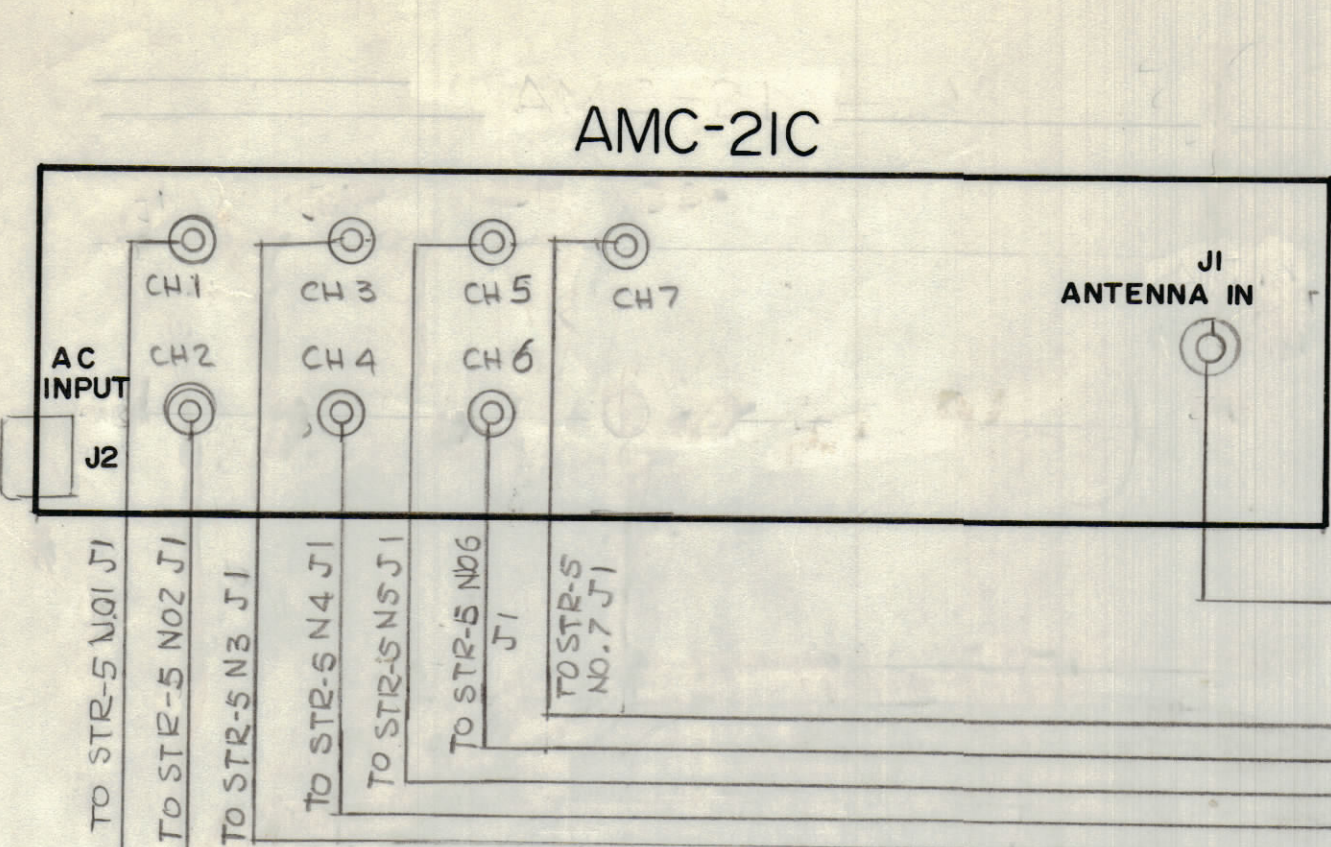 AMC-21C
J1
ANTENNA IN
CH.1
CH 3
CH 5
CH7
CH2
CH 4
CH 6
AC
INPUT
J2
TO STR-5 NO1 J1
TO STR-5 NO2 J1
TO STR-5 N3 J1
TO STR-5 N4 J1
TO STR-5 N5 J1
TO STR-5 NO6
J1
TO STR-5
NO.7 J1